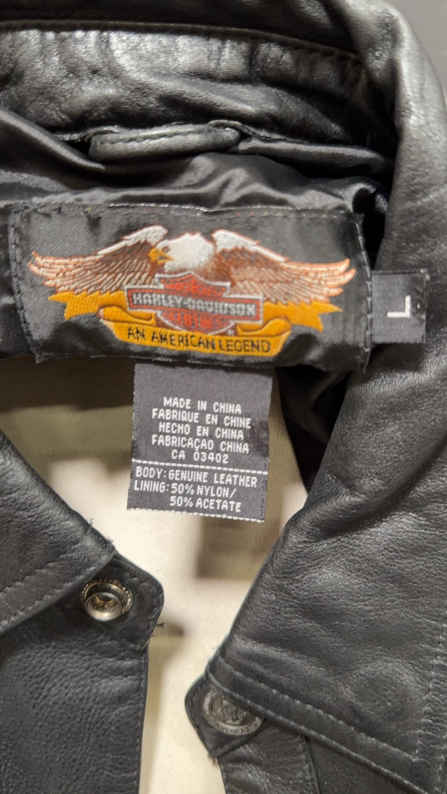 HARLEY-DAVIDSON
AN AMERICAN LEGEND
L
MADE IN CHINA
FABRIQUE EN CHINE
HECHO EN CHINA
FABRICAÇAO CHINA
CA 03402
BODY: GENUINE LEATHER
LINING: 50% NYLON/
50% ACETATE